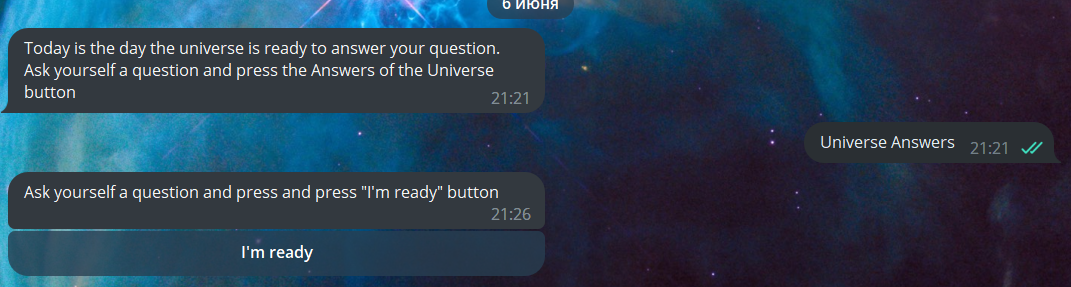 6 июня
Today is the day the universe is ready to answer your question.
Ask yourself a question and press the Answers of the Universe
button
21:21
Universe Answers
21:21
Ask yourself a question and press and press "I'm ready" button
21:26
I'm ready